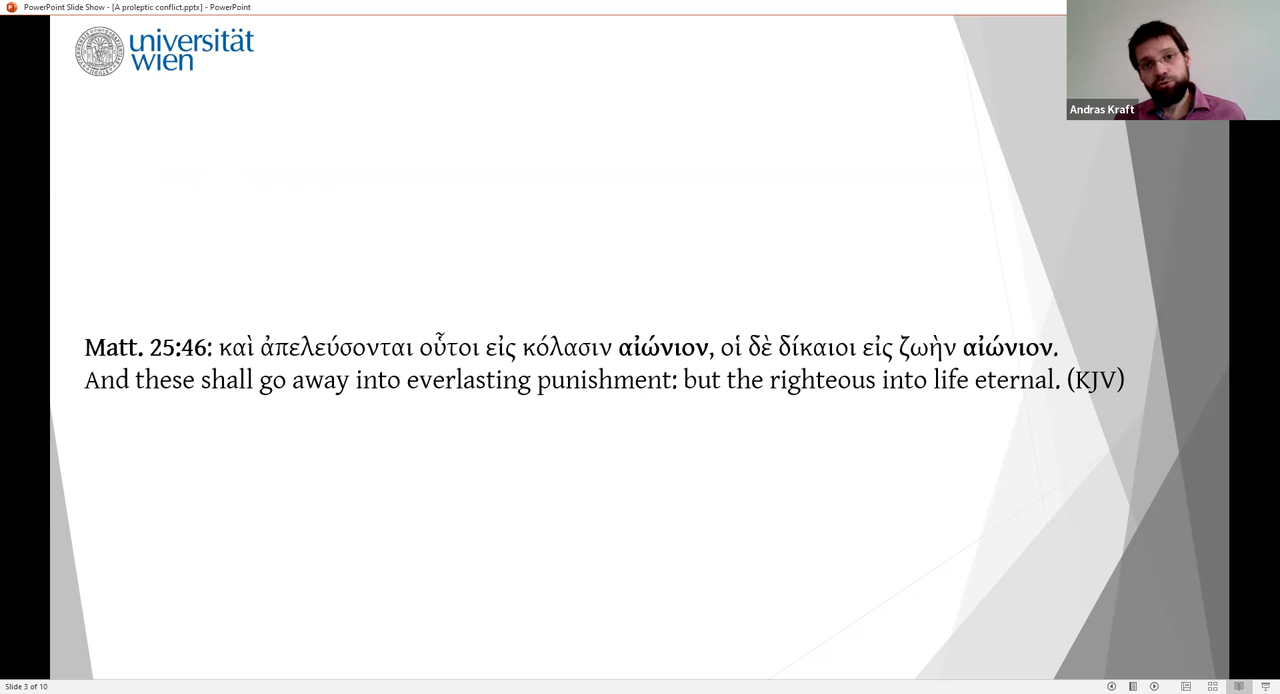 PowerPoint Slide Show - [A proleptic conflict.pptx] - PowerPoint
universität
wien
Andras Kraft
Matt. 25:46: καὶ ἀπελεύσονται οὗτοι εἰς κόλασιν αἰώνιον, οἱ δὲ δίκαιοι εἰς ζωὴν αἰώνιον.
And these shall go away into everlasting punishment: but the righteous into life eternal. (KJV)
Slide 3 of 10